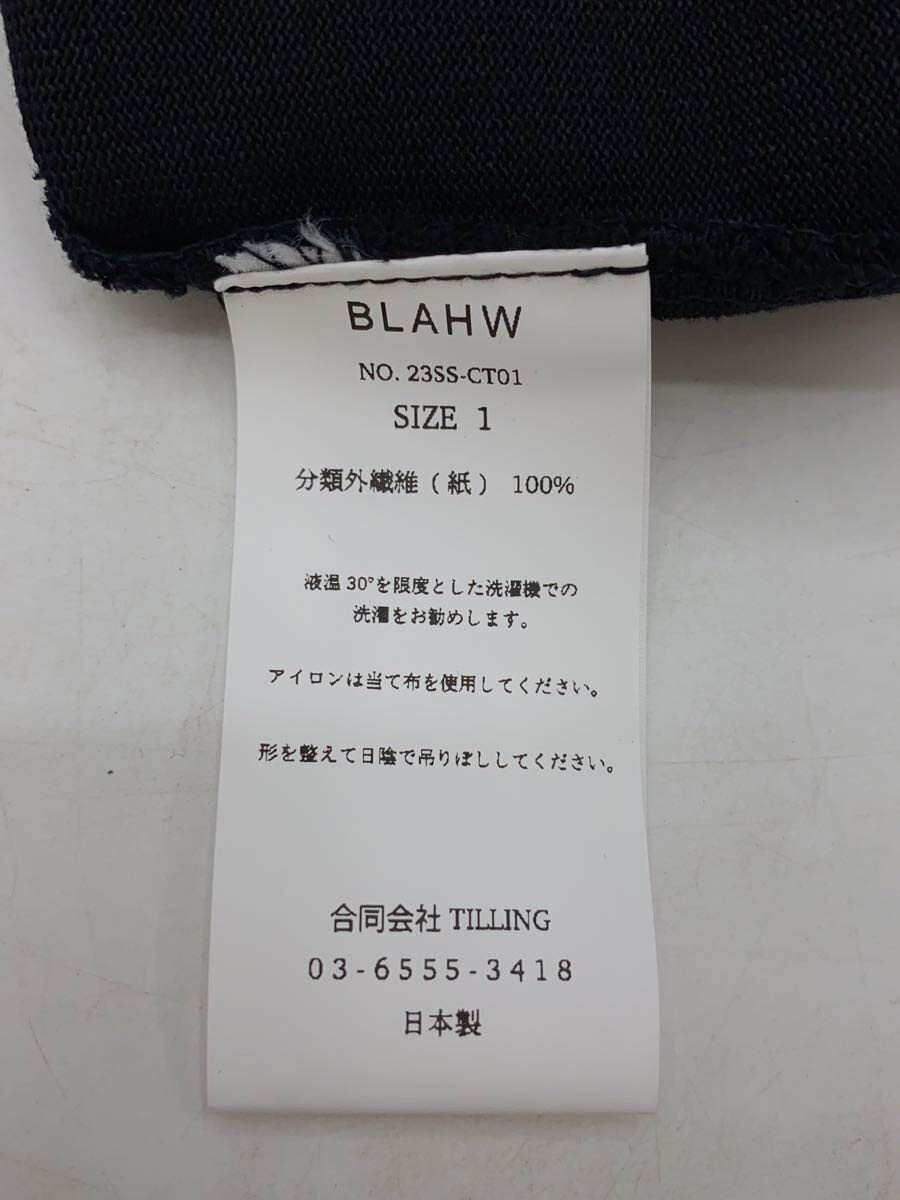 BLAHW
NO. 23SS-CT01
SIZE 1
分類外繊維(紙) 100%
液温30°を限度とした洗濯機での
洗濯をお勧めします。
アイロンは当て布を使用してください。
形を整えて日陰で吊りぼししてください。
合同会社 TILLING
03-6555-3418
日本製